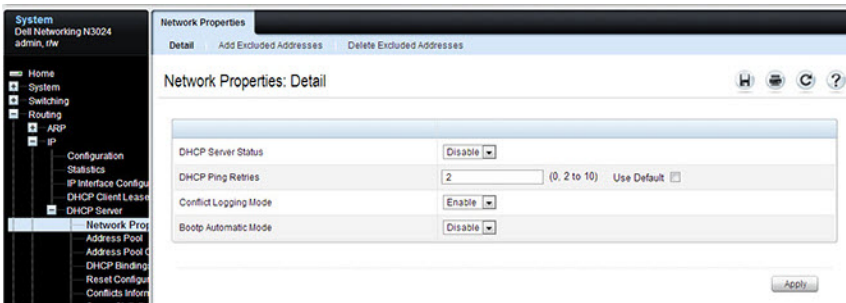 System
Dell Networking N3024
admin, r/w
Home
System
Switching
Routing
ARP
IP
Configuration
Statistics
IP Interface Configu
DHCP Client Lease
DHCP Server
Network Prop
Address Pool
Address Pool C
DHCP Binding
Reset Configur
Conflicts Inform
Network Properties
Detail Add Excluded Addresses Delete Excluded Addresses
Network Properties: Detail
DHCP Server Status Disable
DHCP Ping Retries 2 (0, 2 to 10) Use Default
Conflict Logging Mode Enable
Bootp Automatic Mode Disable
Apply